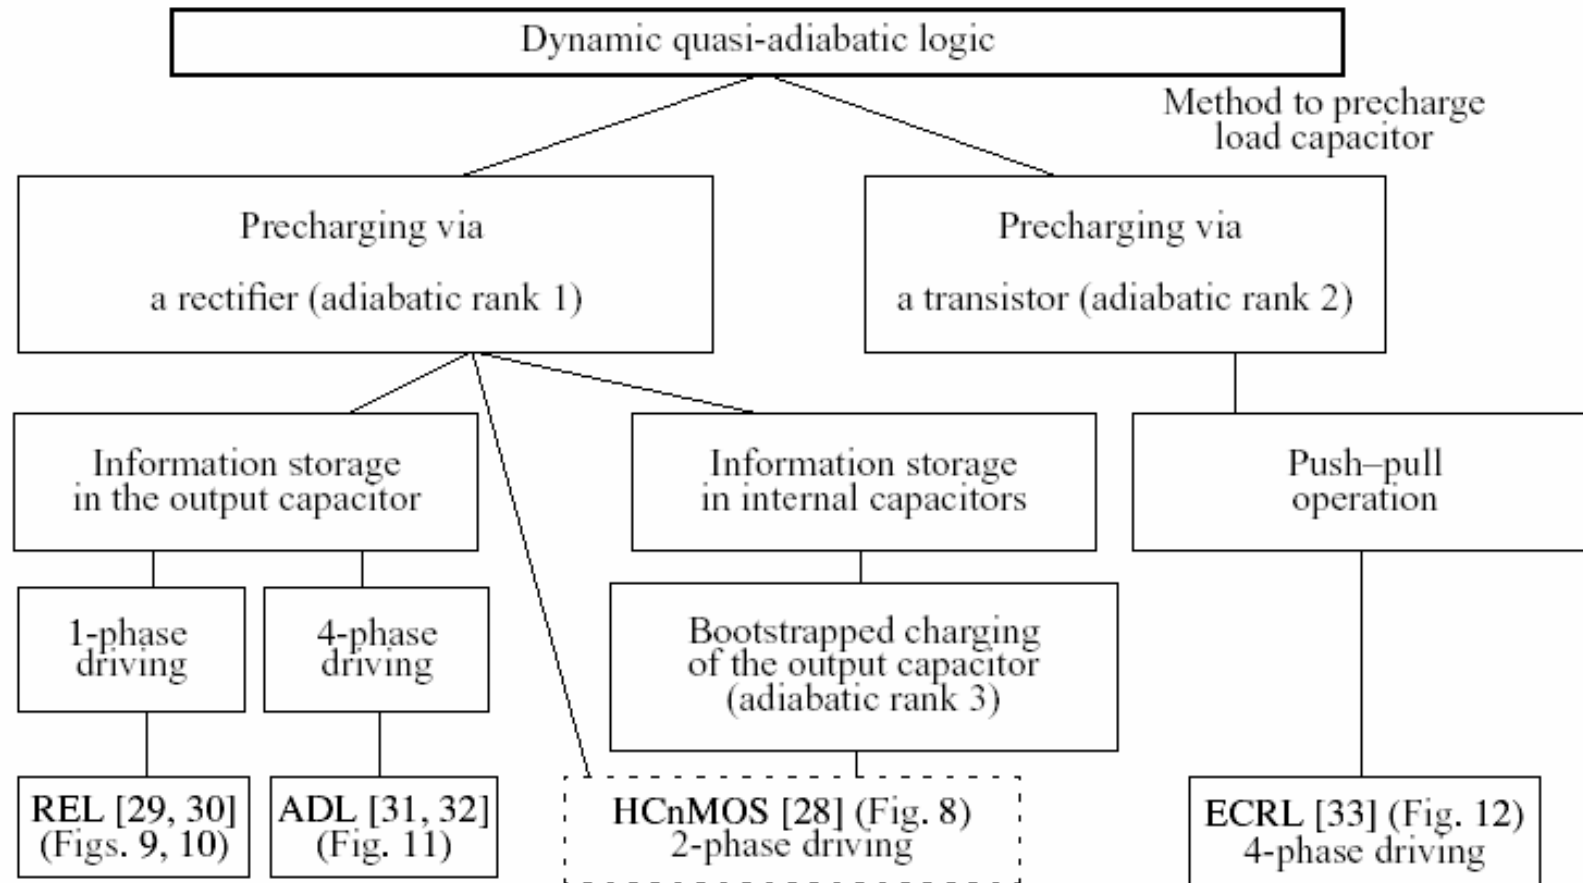 Dynamic quasi-adiabatic logic
Method to precharge
load capacitor
Precharging via
a rectifier (adiabatic rank 1)
Precharging via
a transistor (adiabatic rank 2)
Information storage
in the output capacitor
Information storage
in internal capacitors
Push–pull
operation
1-phase
driving
4-phase
driving
Bootstrapped charging
of the output capacitor
(adiabatic rank 3)
REL [29, 30]
(Figs. 9, 10)
ADL [31, 32]
(Fig. 11)
HCnMOS [28] (Fig. 8)
2-phase driving
ECRL [33] (Fig. 12)
4-phase driving